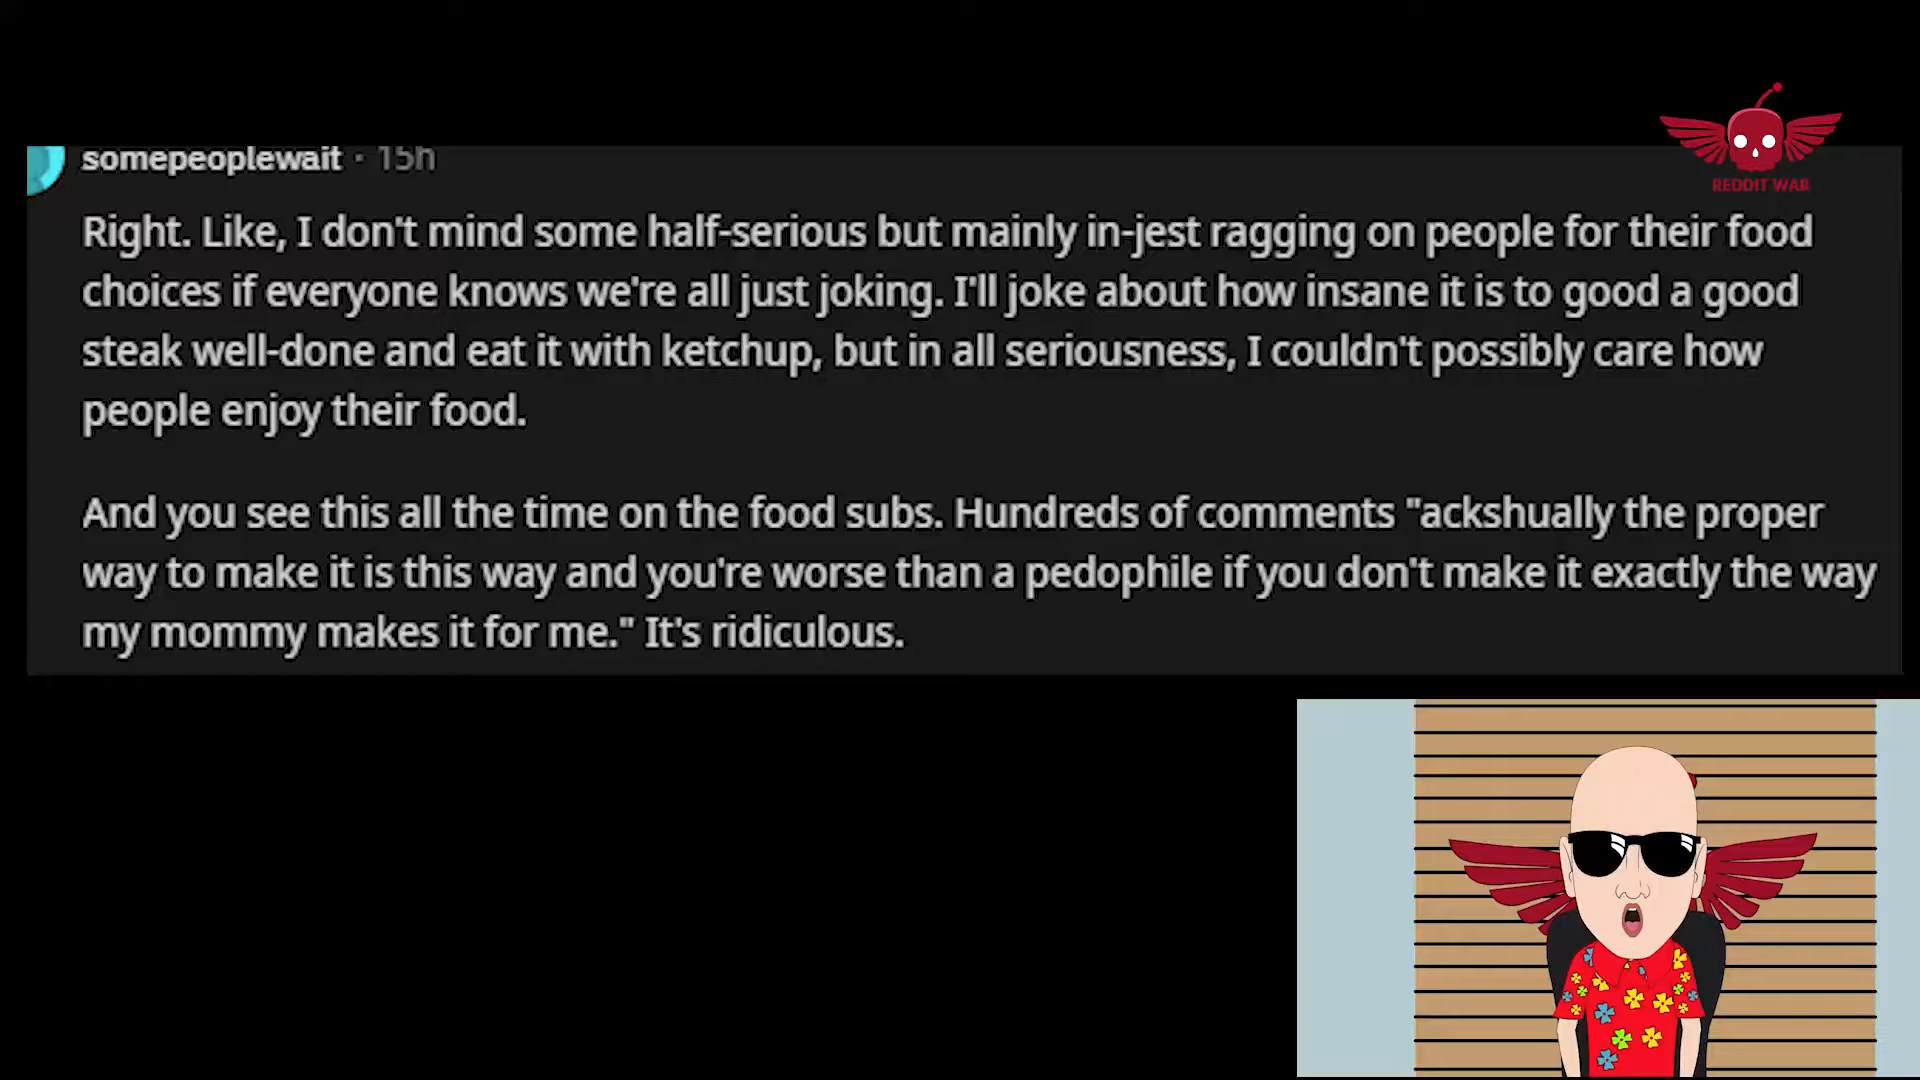 somepeoplewait · 15h
REDDIT WAR
Right. Like, I don't mind some half-serious but mainly in-jest ragging on people for their food
choices if everyone knows we're all just joking. I'll joke about how insane it is to good a good
steak well-done and eat it with ketchup, but in all seriousness, I couldn't possibly care how
people enjoy their food.
And you see this all the time on the food subs. Hundreds of comments "ackshually the proper
way to make it is this way and you're worse than a pedophile if you don't make it exactly the way
my mommy makes it for me." It's ridiculous.